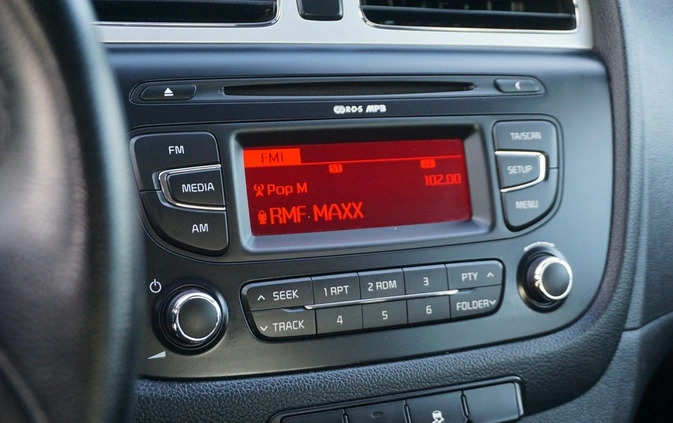 RDS MP3
FM
MEDIA
AM
FM1
Pop M
102.00
RMF MAXX
TA/SCAN
SETUP
MENU
SEEK 1 RPT 2 RDM 3 PTY
TRACK 4 5 6 FOLDER